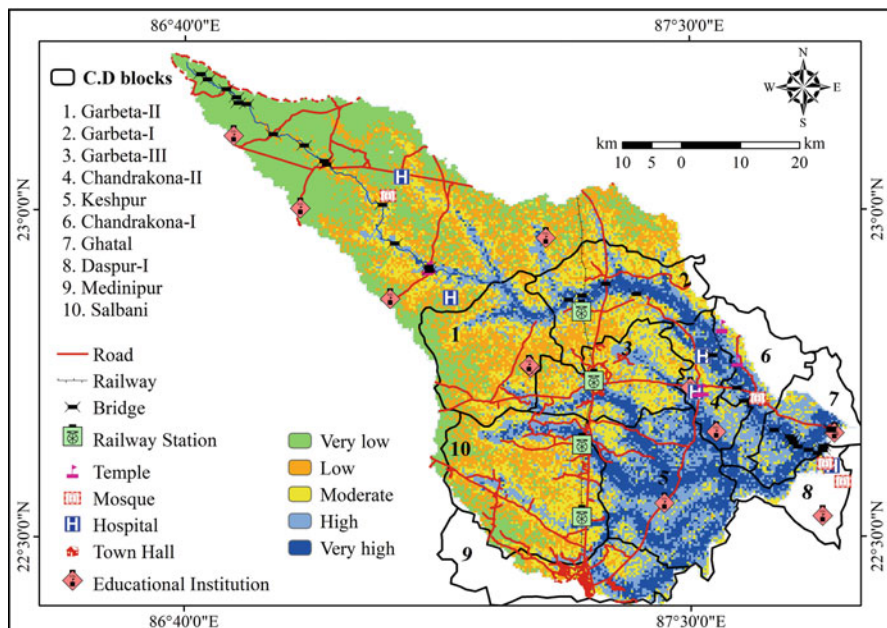 86°40'0"E
87°30'0"E
C.D blocks
1. Garbeta-II
2. Garbeta-I
3. Garbeta-III
4. Chandrakona-II
5. Keshpur
6. Chandrakona-I
7. Ghatal
8. Daspur-I
9. Medinipur
10. Salbani
Road
Railway
Bridge
Railway Station
Temple
Mosque
Hospital
Town Hall
Educational Institution
Very low
Low
Moderate
High
Very high
N
W
E
S
km
km
10
5
0
10
20
23°0'0"N
23°0'0"N
22°30'0"N
22°30'0"N
H
H
H
H
H
1
2
3
4
5
6
7
8
9
10
86°40'0"E
87°30'0"E